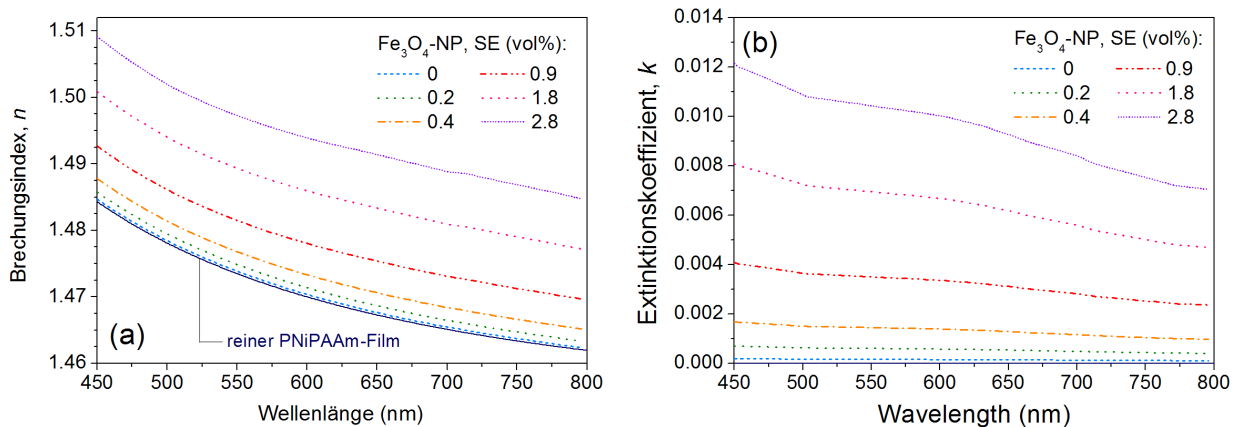 1.51
1.50
1.49
1.48
1.47
1.46
450 500 550 600 650 700 750 800
Brechungsindex, n
Wellenlänge (nm)
Fe₃O₄-NP, SE (vol%):
0 0.9
0.2 1.8
0.4 2.8
(a)
reiner PNiPAAm-Film
0.014
0.012
0.010
0.008
0.006
0.004
0.002
0.000
450 500 550 600 650 700 750 800
Extinktionskoeffizient, k
Wavelength (nm)
(b)
Fe₃O₄-NP, SE (vol%):
0 0.9
0.2 1.8
0.4 2.8